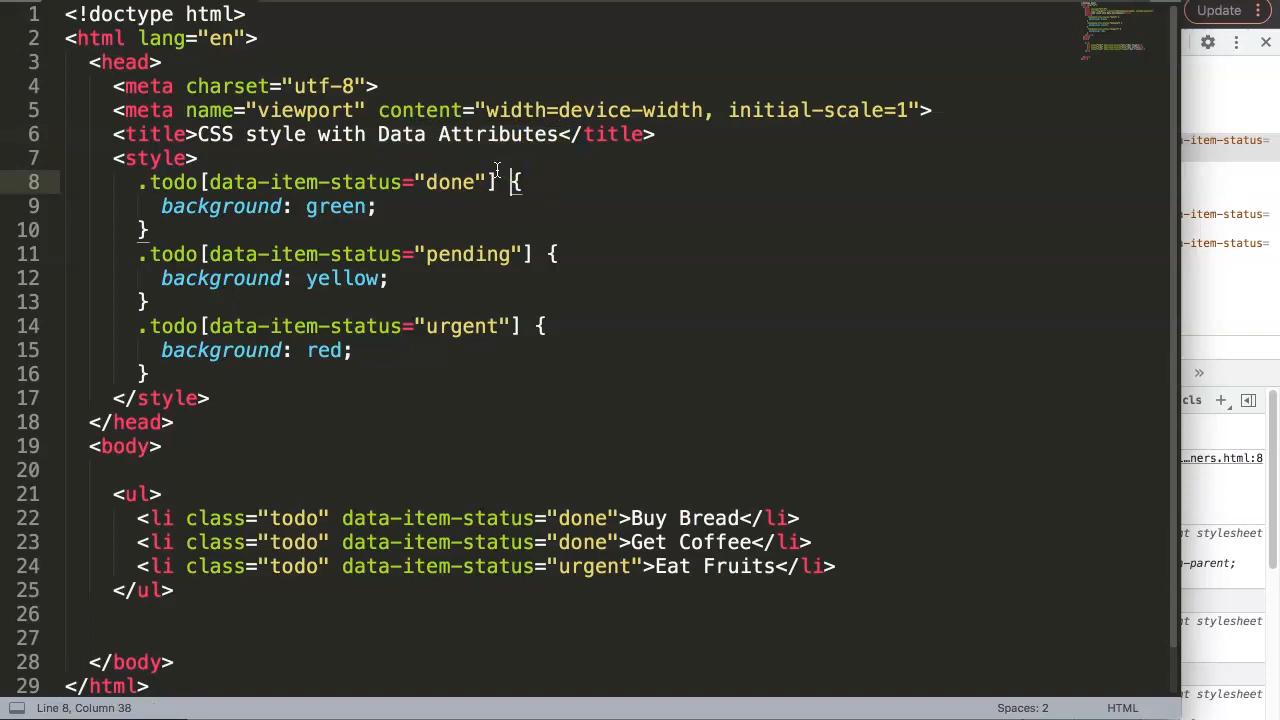 Update
1 <!doctype html>
2 <html lang="en">
3 <head>
4 <meta charset="utf-8">
5 <meta name="viewport" content="width=device-width, initial-scale=1">
6 <title>CSS style with Data Attributes</title>
7 <style>
8 .todo[data-item-status="done"] {
9 background: green;
10 }
11 .todo[data-item-status="pending"] {
12 background: yellow;
13 }
14 .todo[data-item-status="urgent"] {
15 background: red;
16 }
17 </style>
18 </head>
19 <body>
20
21 <ul>
22 <li class="todo" data-item-status="done">Buy Bread</li>
23 <li class="todo" data-item-status="done">Get Coffee</li>
24 <li class="todo" data-item-status="urgent">Eat Fruits</li>
25 </ul>
26
27
28 </body>
29 </html>
-item-status=
-item-status=
-item-status=
»
cls +
…ners.html:8
nt stylesheet
-parent;
nt stylesheet
nt stylesheet
Line 8, Column 38
Spaces: 2
HTML